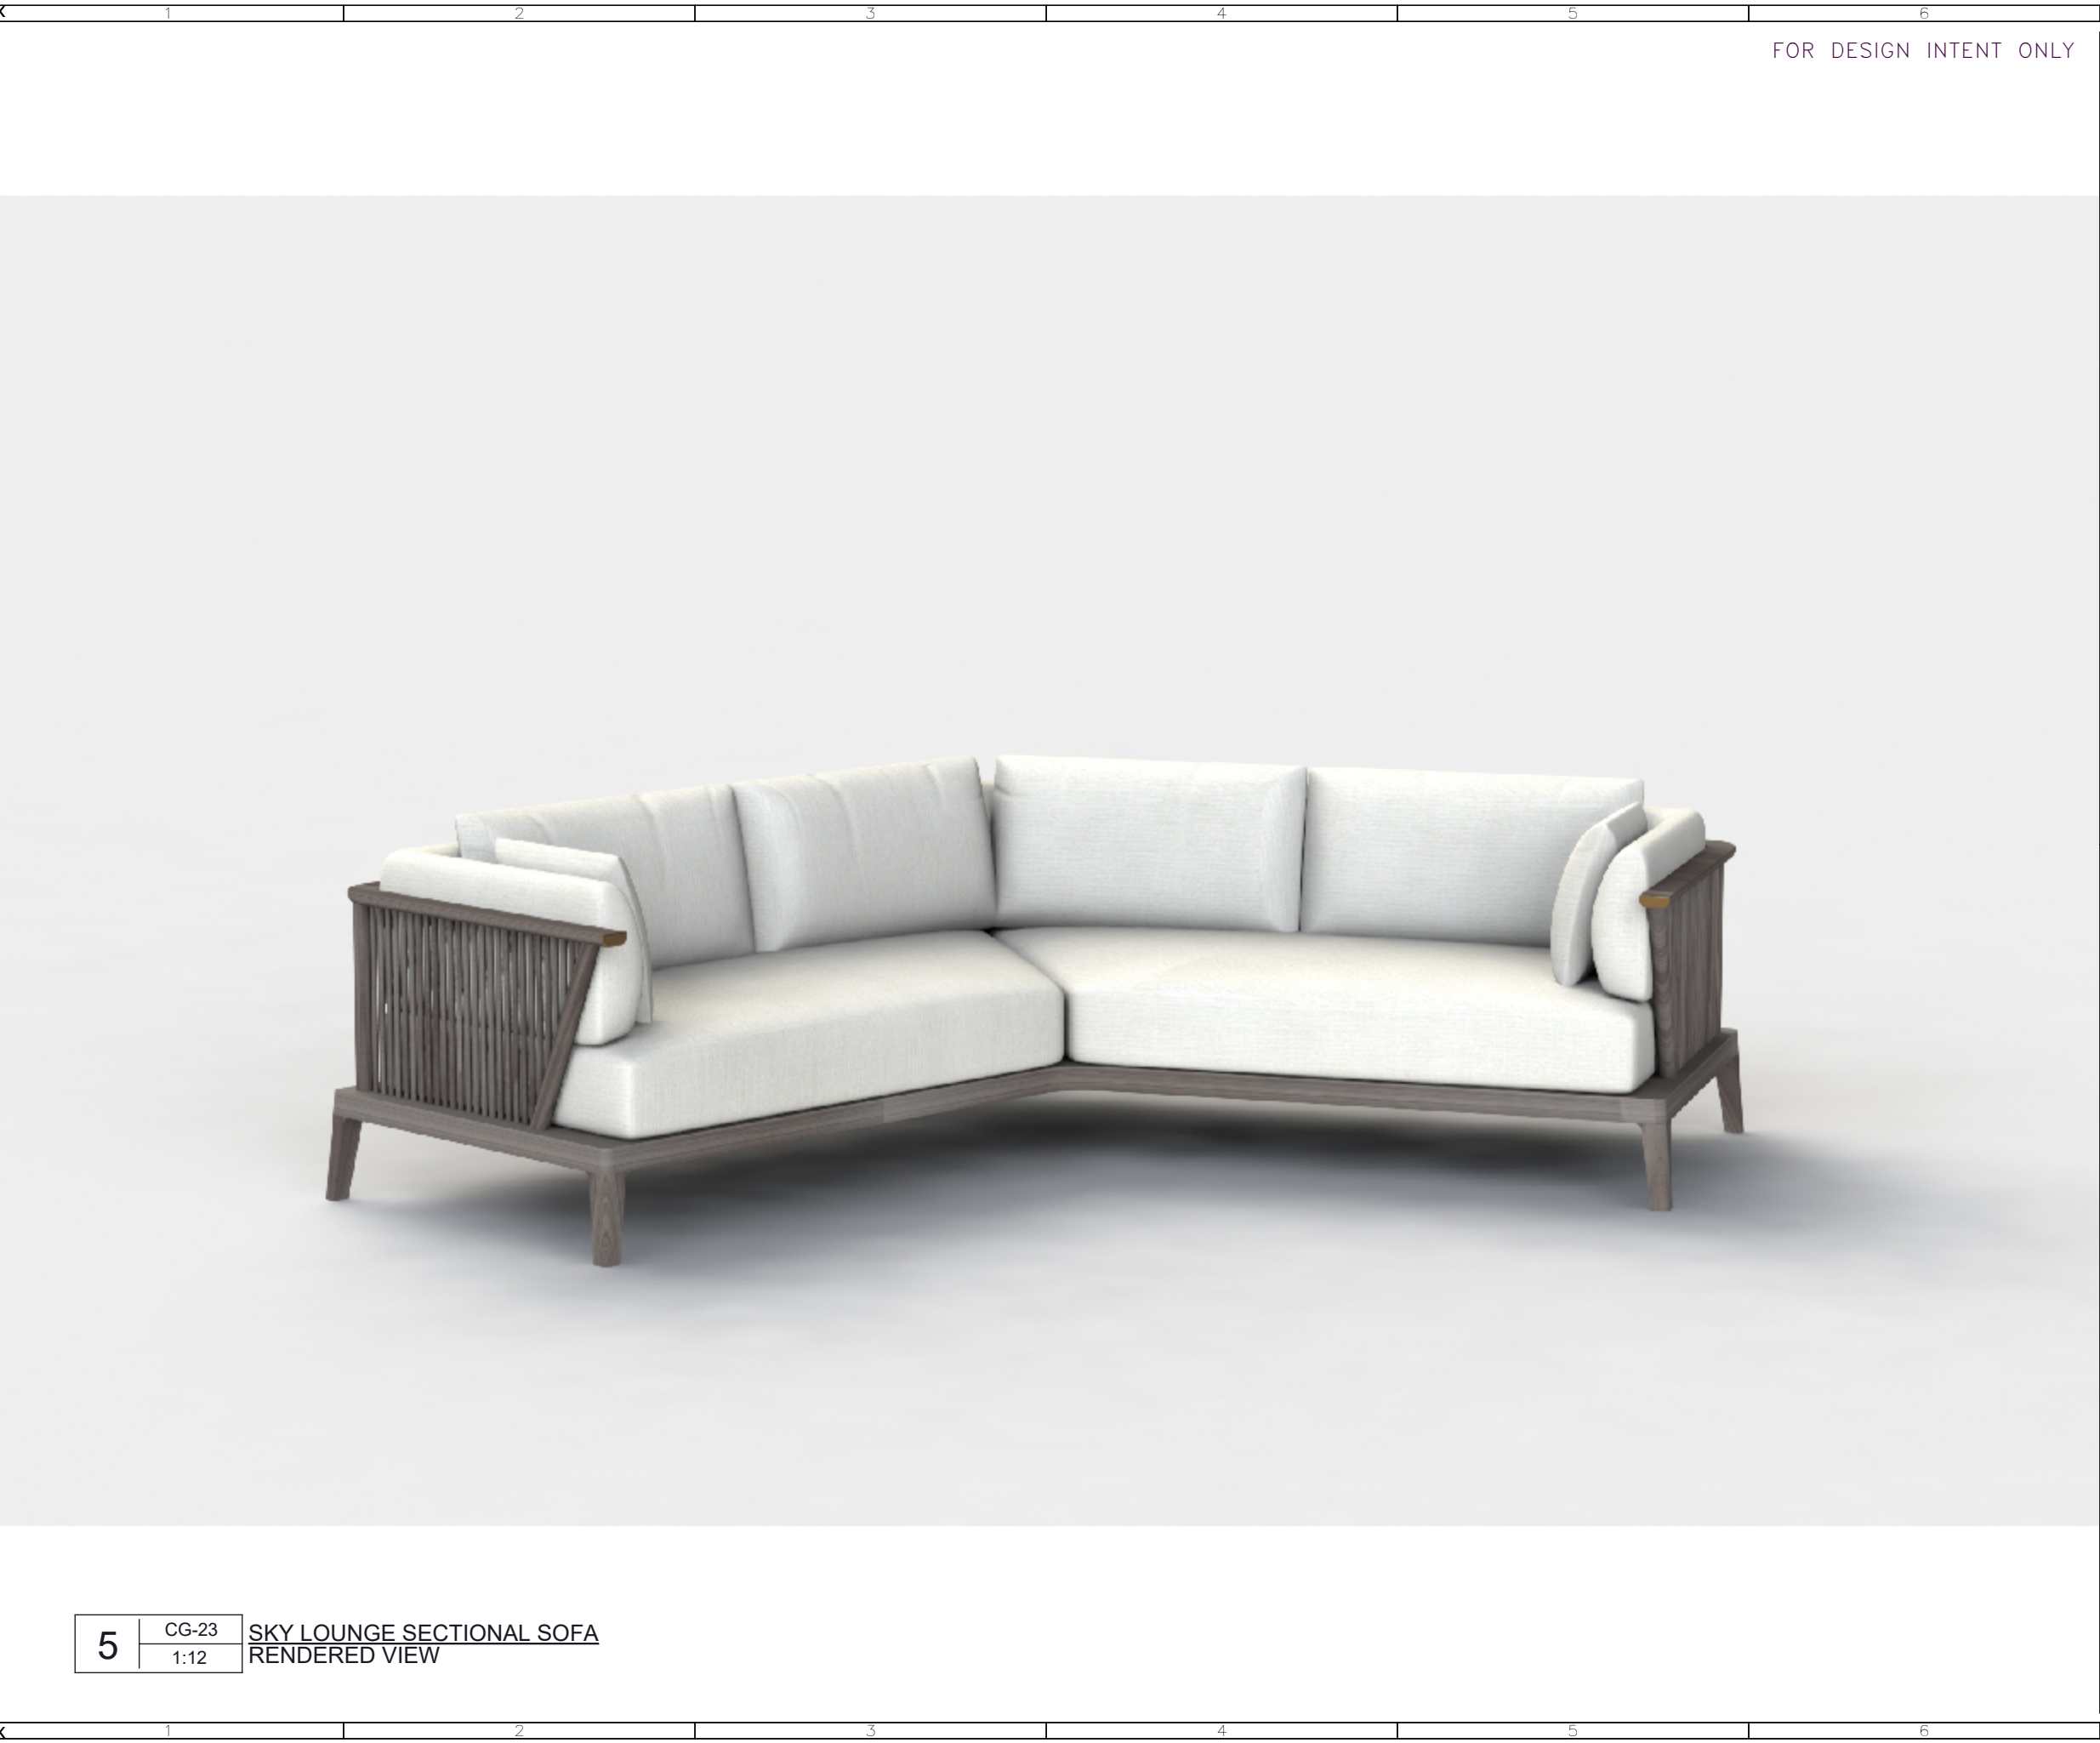 1 2 3 4 5 6
FOR DESIGN INTENT ONLY
5
CG-23
1:12
SKY LOUNGE SECTIONAL SOFA
RENDERED VIEW
1 2 3 4 5 6